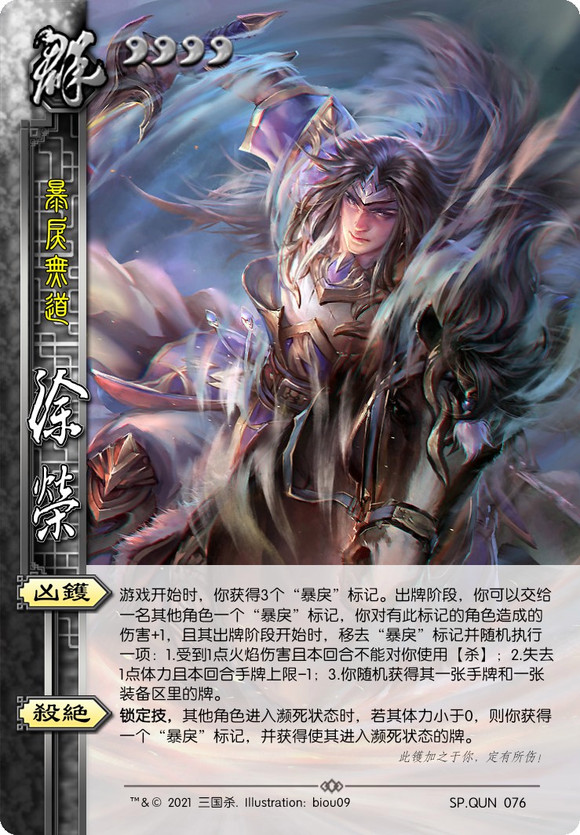 群
暴戾無道
徐榮
凶鑊
游戏开始时，你获得3个“暴戾”标记。出牌阶段，你可以交给
一名其他角色一个“暴戾”标记，你对有此标记的角色造成的
伤害+1，且其出牌阶段开始时，移去“暴戾”标记并随机执行
一项：1.受到1点火焰伤害且本回合不能对你使用【杀】；2.失去
1点体力且本回合手牌上限-1；3.你随机获得其一张手牌和一张
装备区里的牌。
殺絶
锁定技，其他角色进入濒死状态时，若其体力小于0，则你获得
一个“暴戾”标记，并获得使其进入濒死状态的牌。
此镬加之于你，定有所伤！
™&© 2021 三国杀. Illustration: biou09
SP.QUN 076